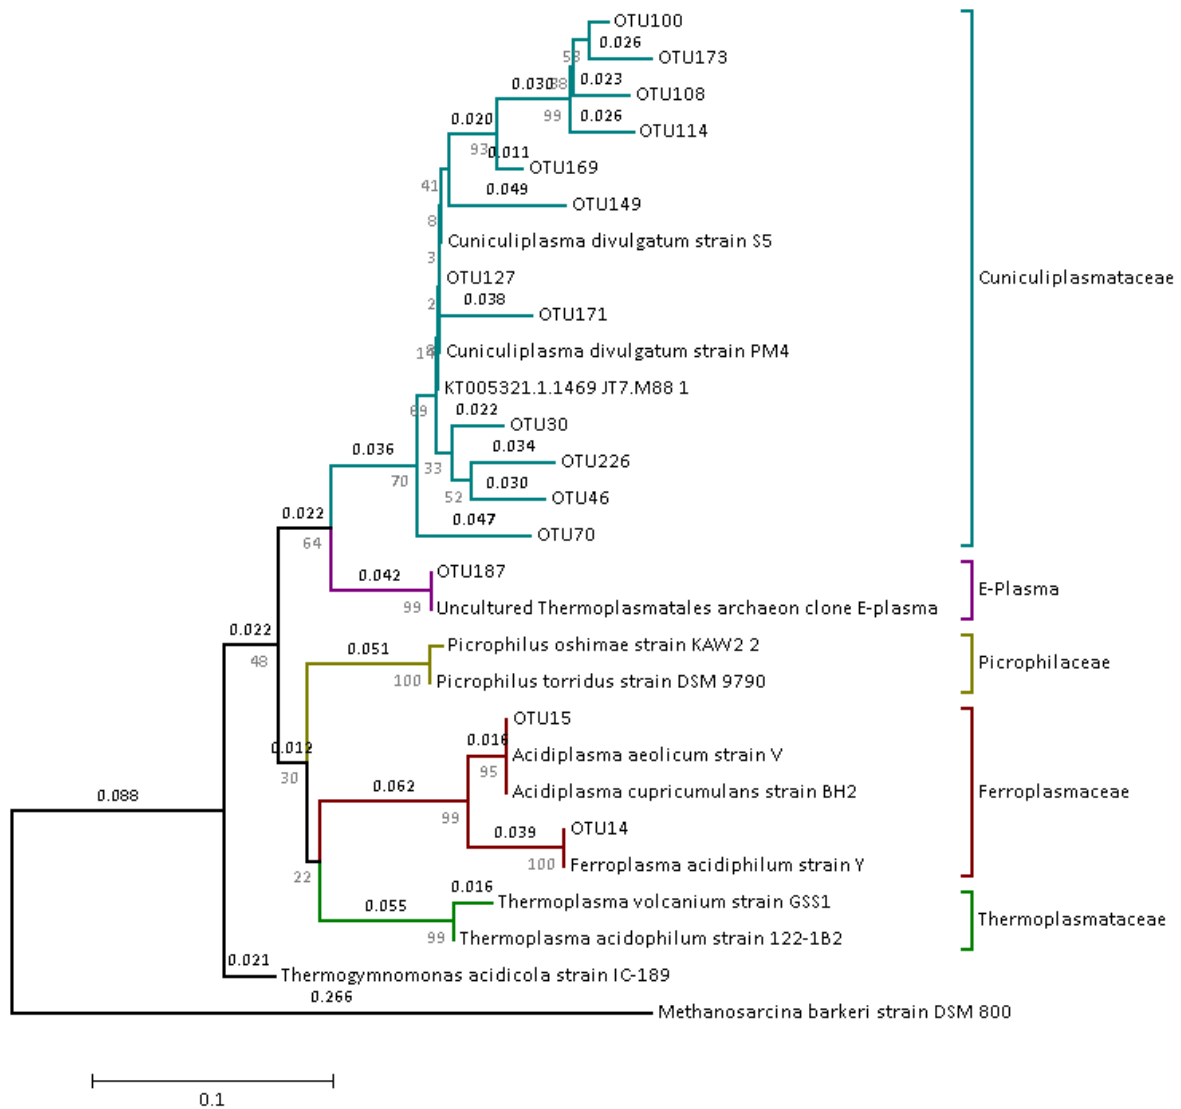 OTU100
0.026
53
OTU173
0.030
38
0.023
OTU108
99
0.026
OTU114
0.020
93
0.011
OTU169
41
0.049
OTU149
8
Cuniculiplasma divulgatum strain S5
3
OTU127
Cuniculiplasmataceae
2
0.038
OTU171
Cuniculiplasma divulgatum strain PM4
KT005321.1.1469 JT7.M88 1
69
0.022
OTU30
0.036
33
0.034
OTU226
70
0.030
52
OTU46
0.047
OTU70
0.022
64
OTU187
0.042
E-Plasma
99
Uncultured Thermoplasmatales archaeon clone E-plasma
0.022
48
0.051
Picrophilus oshimae strain KAW2 2
Picrophilaceae
100
Picrophilus torridus strain DSM 9790
OTU15
0.012
30
0.016
95
Acidiplasma aeolicum strain V
0.088
0.062
Acidiplasma cupricumulans strain BH2
Ferroplasmaceae
99
0.039
OTU14
100
Ferroplasma acidiphilum strain Y
22
0.016
Thermoplasma volcanium strain GSS1
0.055
Thermoplasmataceae
99
Thermoplasma acidophilum strain 122-1B2
0.021
Thermogymnomonas acidicola strain IC-189
0.266
Methanosarcina barkeri strain DSM 800
0.1